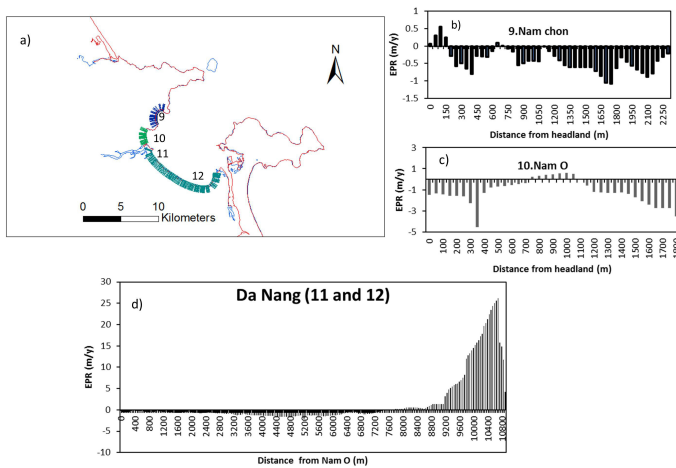 a)
N
9
10
11
12
0 5 10
Kilometers
b)
9.Nam chon
EPR (m/y)
1
0.5
0
-0.5
-1
-1.5
0 150 300 450 600 750 900 1050 1200 1350 1500 1650 1800 1950 2100 2250
Distance from headland (m)
c)
10.Nam O
EPR (m/y)
3
1
-1
-3
-5
0 100 200 300 400 500 600 700 800 900 1000 1100 1200 1300 1400 1500 1600 1700 1800
Distance from headland (m)
d)
Da Nang (11 and 12)
EPR (m/y)
30
25
20
15
10
5
0
-5
-10
0 400 800 1200 1600 2000 2400 2800 3200 3600 4000 4400 4800 5200 5600 6000 6400 6800 7200 7600 8000 8400 8800 9200 9600 10000 10400 10800
Distance from Nam O (m)